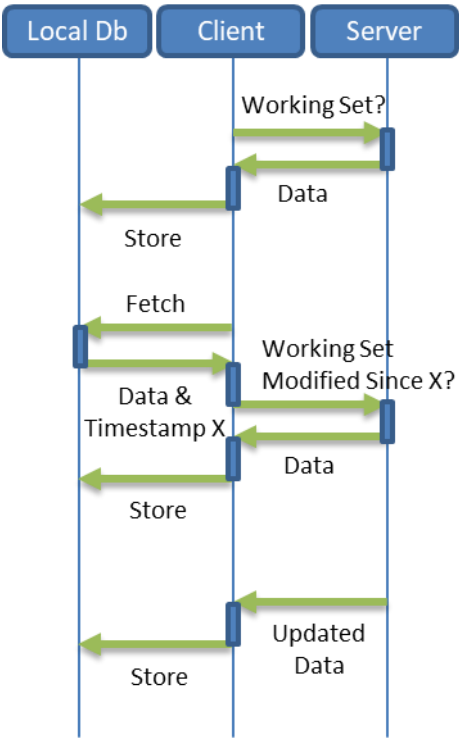 Local Db
Client
Server
Working Set?
Data
Store
Fetch
Working Set
Modified Since X?
Data &
Timestamp X
Data
Store
Updated
Data
Store